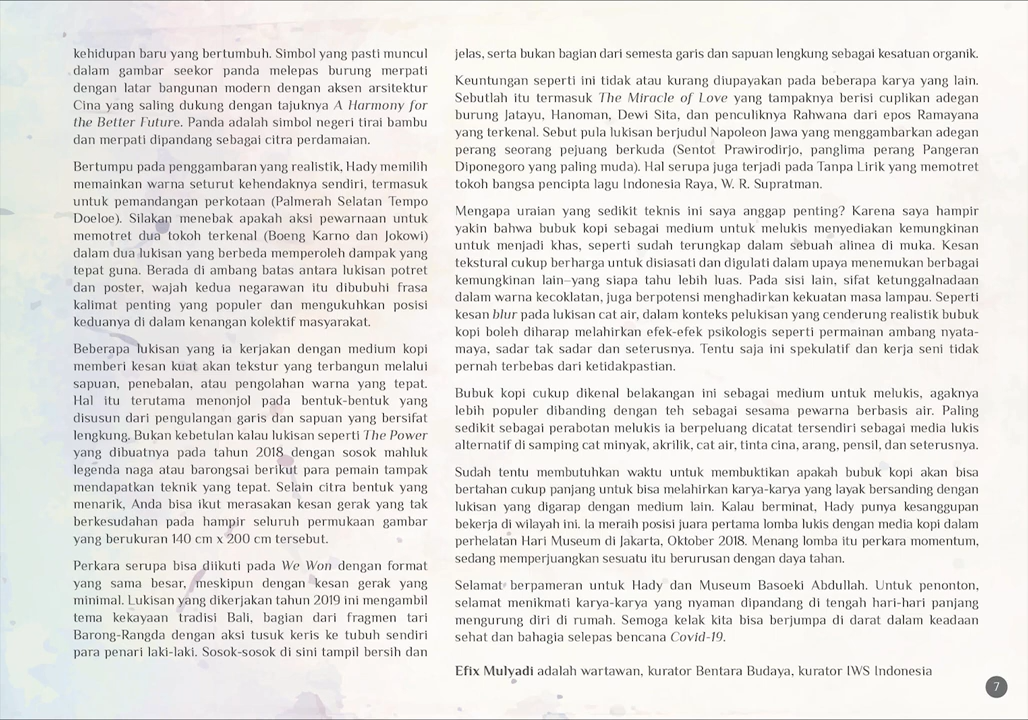 kehidupan baru yang bertumbuh. Simbol yang pasti muncul
dalam gambar seekor panda melepas burung merpati
dengan latar bangunan modern dengan aksen arsitektur
Cina yang saling dukung dengan tajuknya A Harmony for
the Better Future. Panda adalah simbol negeri tirai bambu
dan merpati dipandang sebagai citra perdamaian.
Bertumpu pada penggambaran yang realistik, Hady memilih
memainkan warna seturut kehendaknya sendiri, termasuk
untuk pemandangan perkotaan (Palmerah Selatan Tempo
Doeloe). Silakan menebak apakah aksi pewarnaan untuk
memotret dua tokoh terkenal (Boeng Karno dan Jokowi)
dalam dua lukisan yang berbeda memperoleh dampak yang
tepat guna. Berada di ambang batas antara lukisan potret
dan poster, wajah kedua negarawan itu dibubuhi frasa
kalimat penting yang populer dan mengukuhkan posisi
keduanya di dalam kenangan kolektif masyarakat.
Beberapa lukisan yang ia kerjakan dengan medium kopi
memberi kesan kuat akan tekstur yang terbangun melalui
sapuan, penebalan, atau pengolahan warna yang tepat.
Hal itu terutama menonjol pada bentuk-bentuk yang
disusun dari pengulangan garis dan sapuan yang bersifat
lengkung. Bukan kebetulan kalau lukisan seperti The Power
yang dibuatnya pada tahun 2018 dengan sosok mahluk
legenda naga atau barongsai berikut para pemain tampak
mendapatkan teknik yang tepat. Selain citra bentuk yang
menarik, Anda bisa ikut merasakan kesan gerak yang tak
berkesudahan pada hampir seluruh permukaan gambar
yang berukuran 140 cm x 200 cm tersebut.
Perkara serupa bisa diikuti pada We Won dengan format
yang sama besar, meskipun dengan kesan gerak yang
minimal. Lukisan yang dikerjakan tahun 2019 ini mengambil
tema kekayaan tradisi Bali, bagian dari fragmen tari
Barong-Rangda dengan aksi tusuk keris ke tubuh sendiri
para penari laki-laki. Sosok-sosok di sini tampil bersih dan
jelas, serta bukan bagian dari semesta garis dan sapuan lengkung sebagai kesatuan organik.
Keuntungan seperti ini tidak atau kurang diupayakan pada beberapa karya yang lain.
Sebutlah itu termasuk The Miracle of Love yang tampaknya berisi cuplikan adegan
burung Jatayu, Hanoman, Dewi Sita, dan penculiknya Rahwana dari epos Ramayana
yang terkenal. Sebut pula lukisan berjudul Napoleon Jawa yang menggambarkan adegan
perang seorang pejuang berkuda (Sentot Prawirodirjo, panglima perang Pangeran
Diponegoro yang paling muda). Hal serupa juga terjadi pada Tanpa Lirik yang memotret
tokoh bangsa pencipta lagu Indonesia Raya, W. R. Supratman.
Mengapa uraian yang sedikit teknis ini saya anggap penting? Karena saya hampir
yakin bahwa bubuk kopi sebagai medium untuk melukis menyediakan kemungkinan
untuk menjadi khas, seperti sudah terungkap dalam sebuah alinea di muka. Kesan
tekstural cukup berharga untuk disiasati dan digulati dalam upaya menemukan berbagai
kemungkinan lain–yang siapa tahu lebih luas. Pada sisi lain, sifat ketunggalnadaan
dalam warna kecoklatan, juga berpotensi menghadirkan kekuatan masa lampau. Seperti
kesan blur pada lukisan cat air, dalam konteks pelukisan yang cenderung realistik bubuk
kopi boleh diharap melahirkan efek-efek psikologis seperti permainan ambang nyata-
maya, sadar tak sadar dan seterusnya. Tentu saja ini spekulatif dan kerja seni tidak
pernah terbebas dari ketidakpastian.
Bubuk kopi cukup dikenal belakangan ini sebagai medium untuk melukis, agaknya
lebih populer dibanding dengan teh sebagai sesama pewarna berbasis air. Paling
sedikit sebagai perabotan melukis ia berpeluang dicatat tersendiri sebagai media lukis
alternatif di samping cat minyak, akrilik, cat air, tinta cina, arang, pensil, dan seterusnya.
Sudah tentu membutuhkan waktu untuk membuktikan apakah bubuk kopi akan bisa
bertahan cukup panjang untuk bisa melahirkan karya-karya yang layak bersanding dengan
lukisan yang digarap dengan medium lain. Kalau berminat, Hady punya kesanggupan
bekerja di wilayah ini. Ia meraih posisi juara pertama lomba lukis dengan media kopi dalam
perhelatan Hari Museum di Jakarta, Oktober 2018. Menang lomba itu perkara momentum,
sedang memperjuangkan sesuatu itu berurusan dengan daya tahan.
Selamat berpameran untuk Hady dan Museum Basoeki Abdullah. Untuk penonton,
selamat menikmati karya-karya yang nyaman dipandang di tengah hari-hari panjang
mengurung diri di rumah. Semoga kelak kita bisa berjumpa di darat dalam keadaan
sehat dan bahagia selepas bencana Covid-19.
Efix Mulyadi adalah wartawan, kurator Bentara Budaya, kurator IWS Indonesia
7